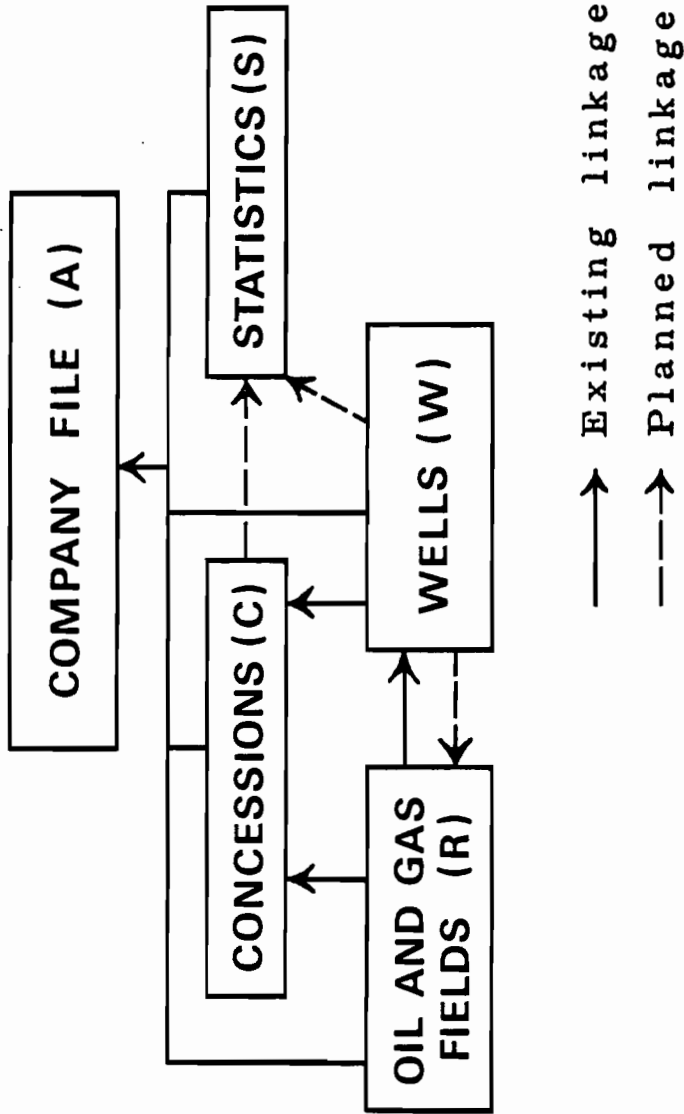 COMPANY FILE (A)
CONCESSIONS (C)
STATISTICS (S)
OIL AND GAS
FIELDS (R)
WELLS (W)
Existing linkage
Planned linkage